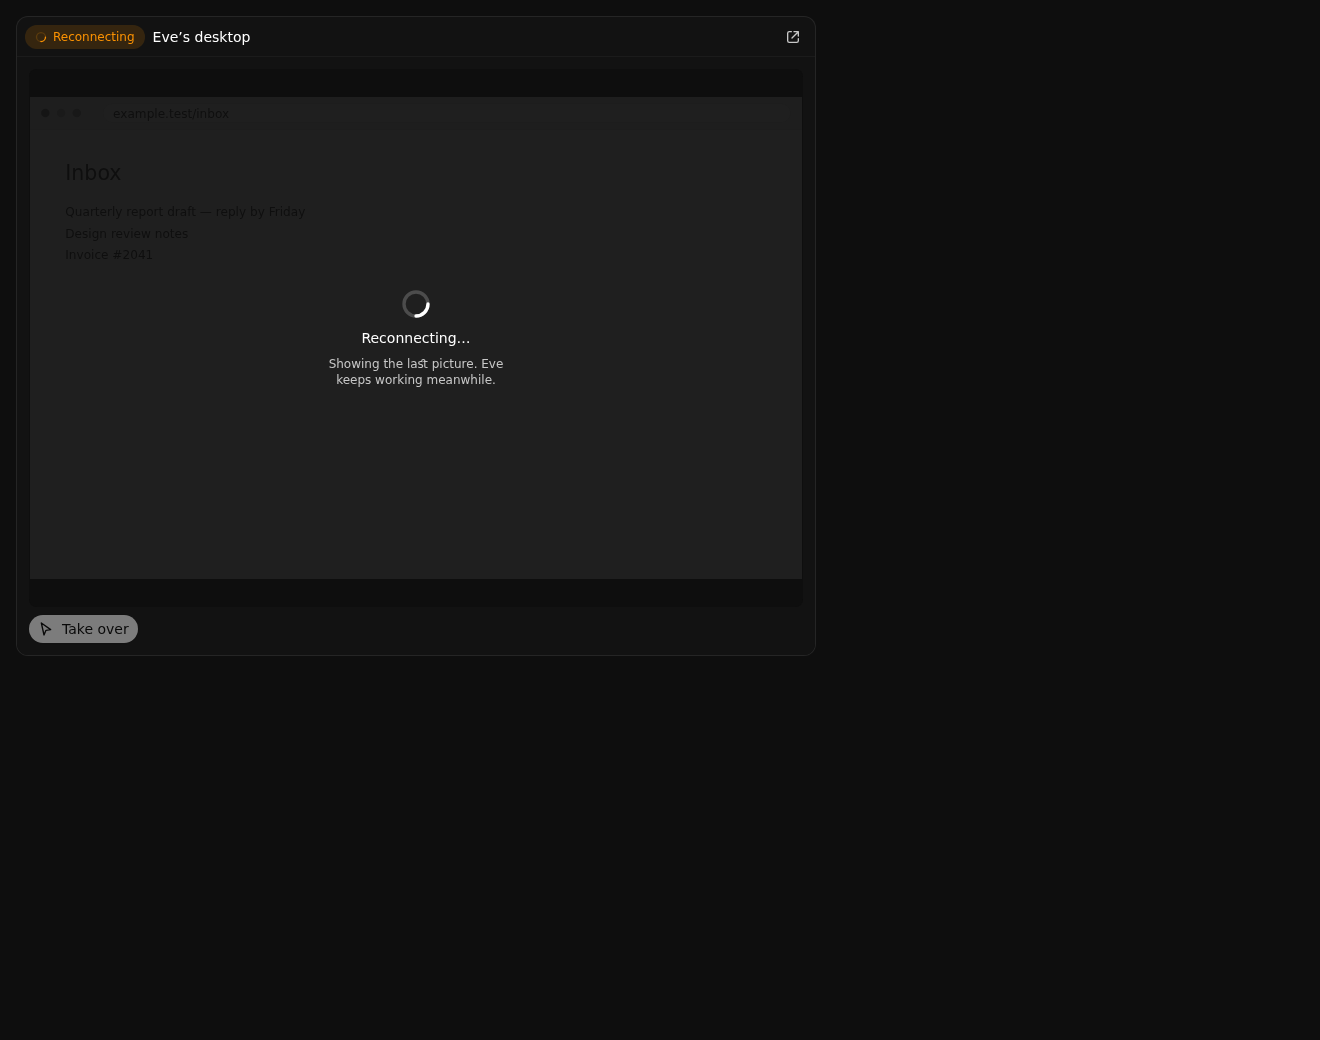 Reconnecting
Eve’s desktop
example.test/inbox
Inbox
Quarterly report draft — reply by Friday
Design review notes
Invoice #2041
Reconnecting…
Showing the last picture. Eve
keeps working meanwhile.
Take over